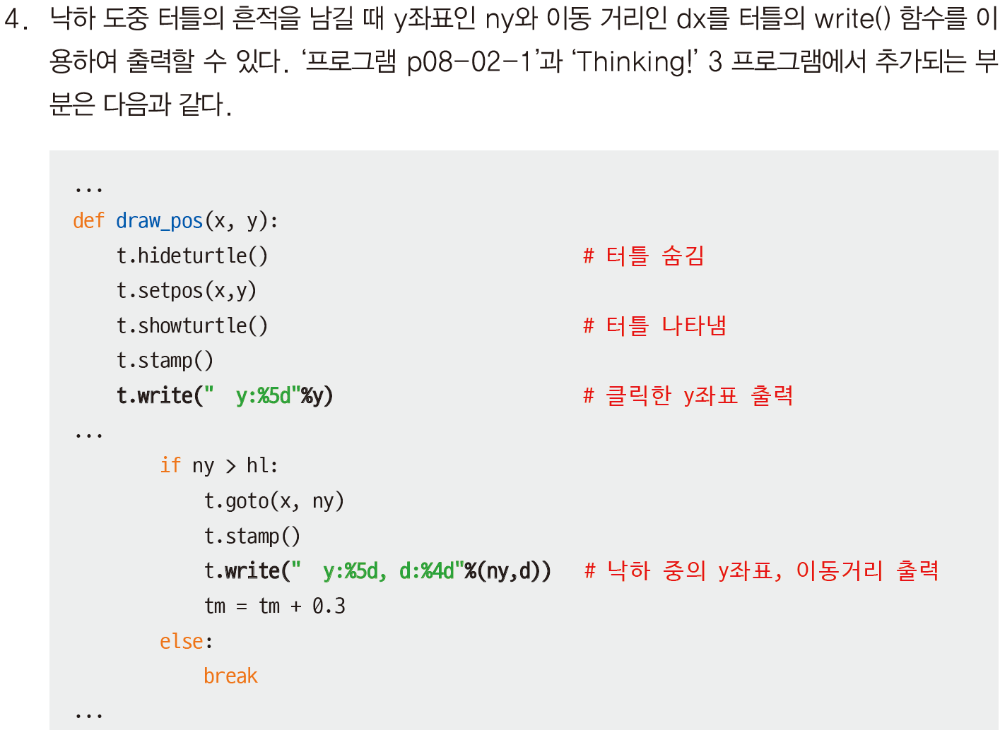 4. 낙하 도중 터틀의 흔적을 남길 때 y좌표인 ny와 이동 거리인 dx를 터틀의 write() 함수를 이
용하여 출력할 수 있다. ‘프로그램 p08-02-1’과 ‘Thinking!’ 3 프로그램에서 추가되는 부
분은 다음과 같다.
...
def draw_pos(x, y):
    t.hideturtle()                             # 터틀 숨김
    t.setpos(x,y)
    t.showturtle()                             # 터틀 나타냄
    t.stamp()
    t.write("  y:%5d"%y)                       # 클릭한 y좌표 출력
...
        if ny > hl:
            t.goto(x, ny)
            t.stamp()
            t.write("  y:%5d, d:%4d"%(ny,d))   # 낙하 중의 y좌표, 이동거리 출력
            tm = tm + 0.3
        else:
            break
...